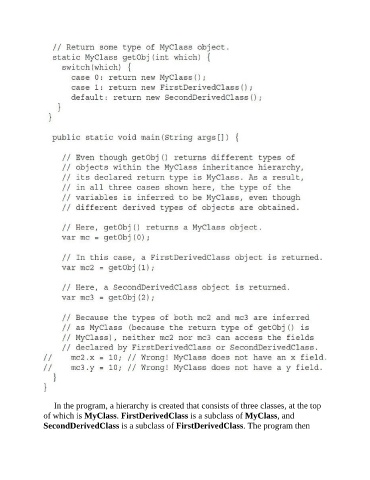 // Return some type of MyClass object.
static MyClass getObj(int which) {
switch(which) {
case 0: return new MyClass();
case 1: return new FirstDerivedClass();
default: return new SecondDerivedClass();
}
}
public static void main(String args[]) {
// Even though getObj() returns different types of
// objects within the MyClass inheritance hierarchy,
// its declared return type is MyClass. As a result,
// in all three cases shown here, the type of the
// variables is inferred to be MyClass, even though
// different derived types of objects are obtained.
// Here, getObj() returns a MyClass object.
var mc = getObj(0);
// In this case, a FirstDerivedClass object is returned.
var mc2 = getObj(1);
// Here, a SecondDerivedClass object is returned.
var mc3 = getObj(2);
// Because the types of both mc2 and mc3 are inferred
// as MyClass (because the return type of getObj() is
// MyClass), neither mc2 nor mc3 can access the fields
// declared by FirstDerivedClass or SecondDerivedClass.
// mc2.x = 10; // Wrong! MyClass does not have an x field.
// mc3.y = 10; // Wrong! MyClass does not have a y field.
}
}
In the program, a hierarchy is created that consists of three classes, at the top
of which is MyClass. FirstDerivedClass is a subclass of MyClass, and
SecondDerivedClass is a subclass of FirstDerivedClass. The program then